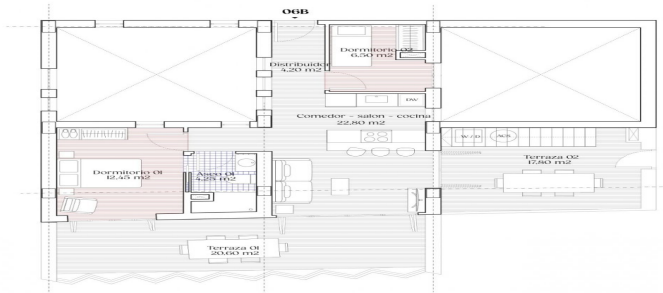 06B
Dormitorio 02
6.50 m2
Distribuidor
4.20 m2
DW
Comedor - salon - cocina
22.80 m2
W / D
ACS
Terraza 02
17.80 m2
Dormitorio 01
12.45 m2
Aseo 01
4.25 m2
Terraza 01
20.60 m2